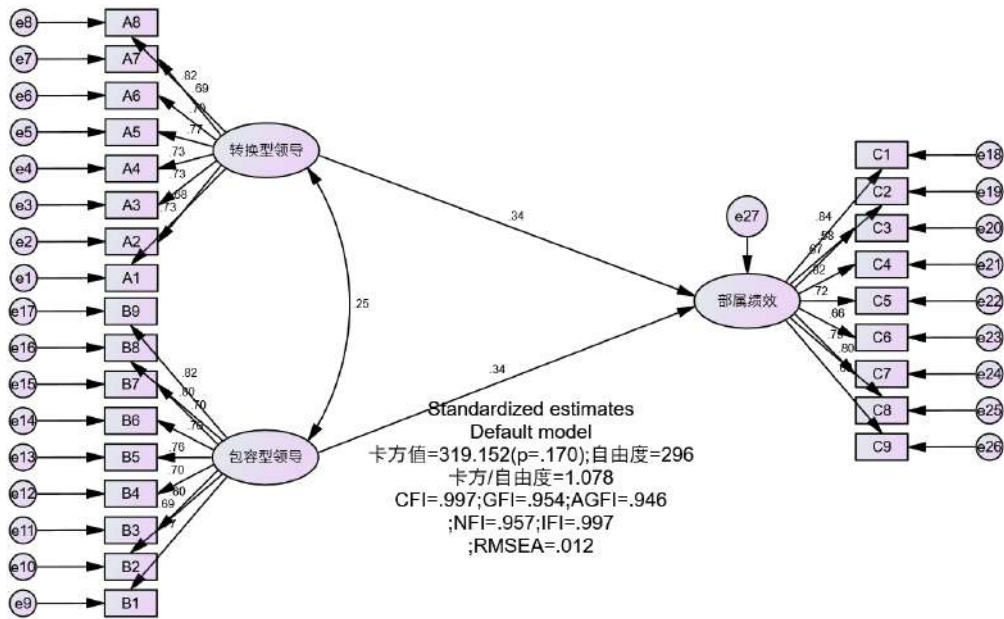 e8 A8
e7 A7
e6 A6
e5 A5
e4 A4
e3 A3
e2 A2
e1 A1
e17 B9
e16 B8
e15 B7
e14 B6
e13 B5
e12 B4
e11 B3
e10 B2
e9 B1
.82
.69
.77
.73
.73
.68
.73
转换型领导
.25
.34
.34
.82
.70
.76
.70
.69
包容型领导
e27
部属绩效
.84
.58
.67
.72
.66
.80
C1 e18
C2 e19
C3 e20
C4 e21
C5 e22
C6 e23
C7 e24
C8 e25
C9 e26
Standardized estimates
Default model
卡方值=319.152(p=.170);自由度=296
卡方/自由度=1.078
CFI=.997;GFI=.954;AGFI=.946
;NFI=.957;IFI=.997
;RMSEA=.012